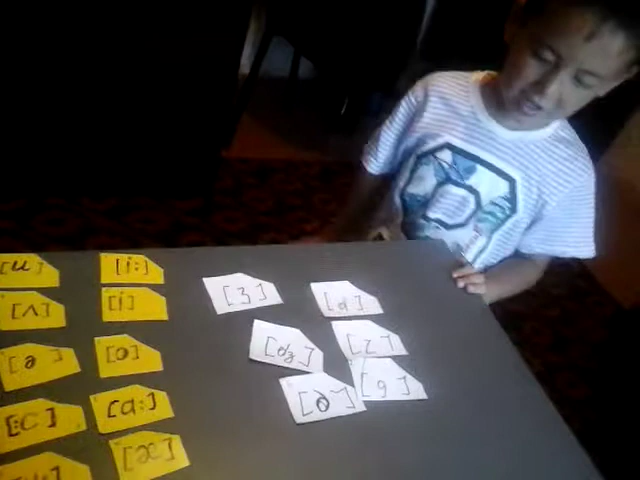 [u] [i:]
[ʌ] [i]
[ə] [ɔ]
[ɔ:] [a:]
[æ]
[ʒ] [d]
[dʒ] [z]
[ð] [g]